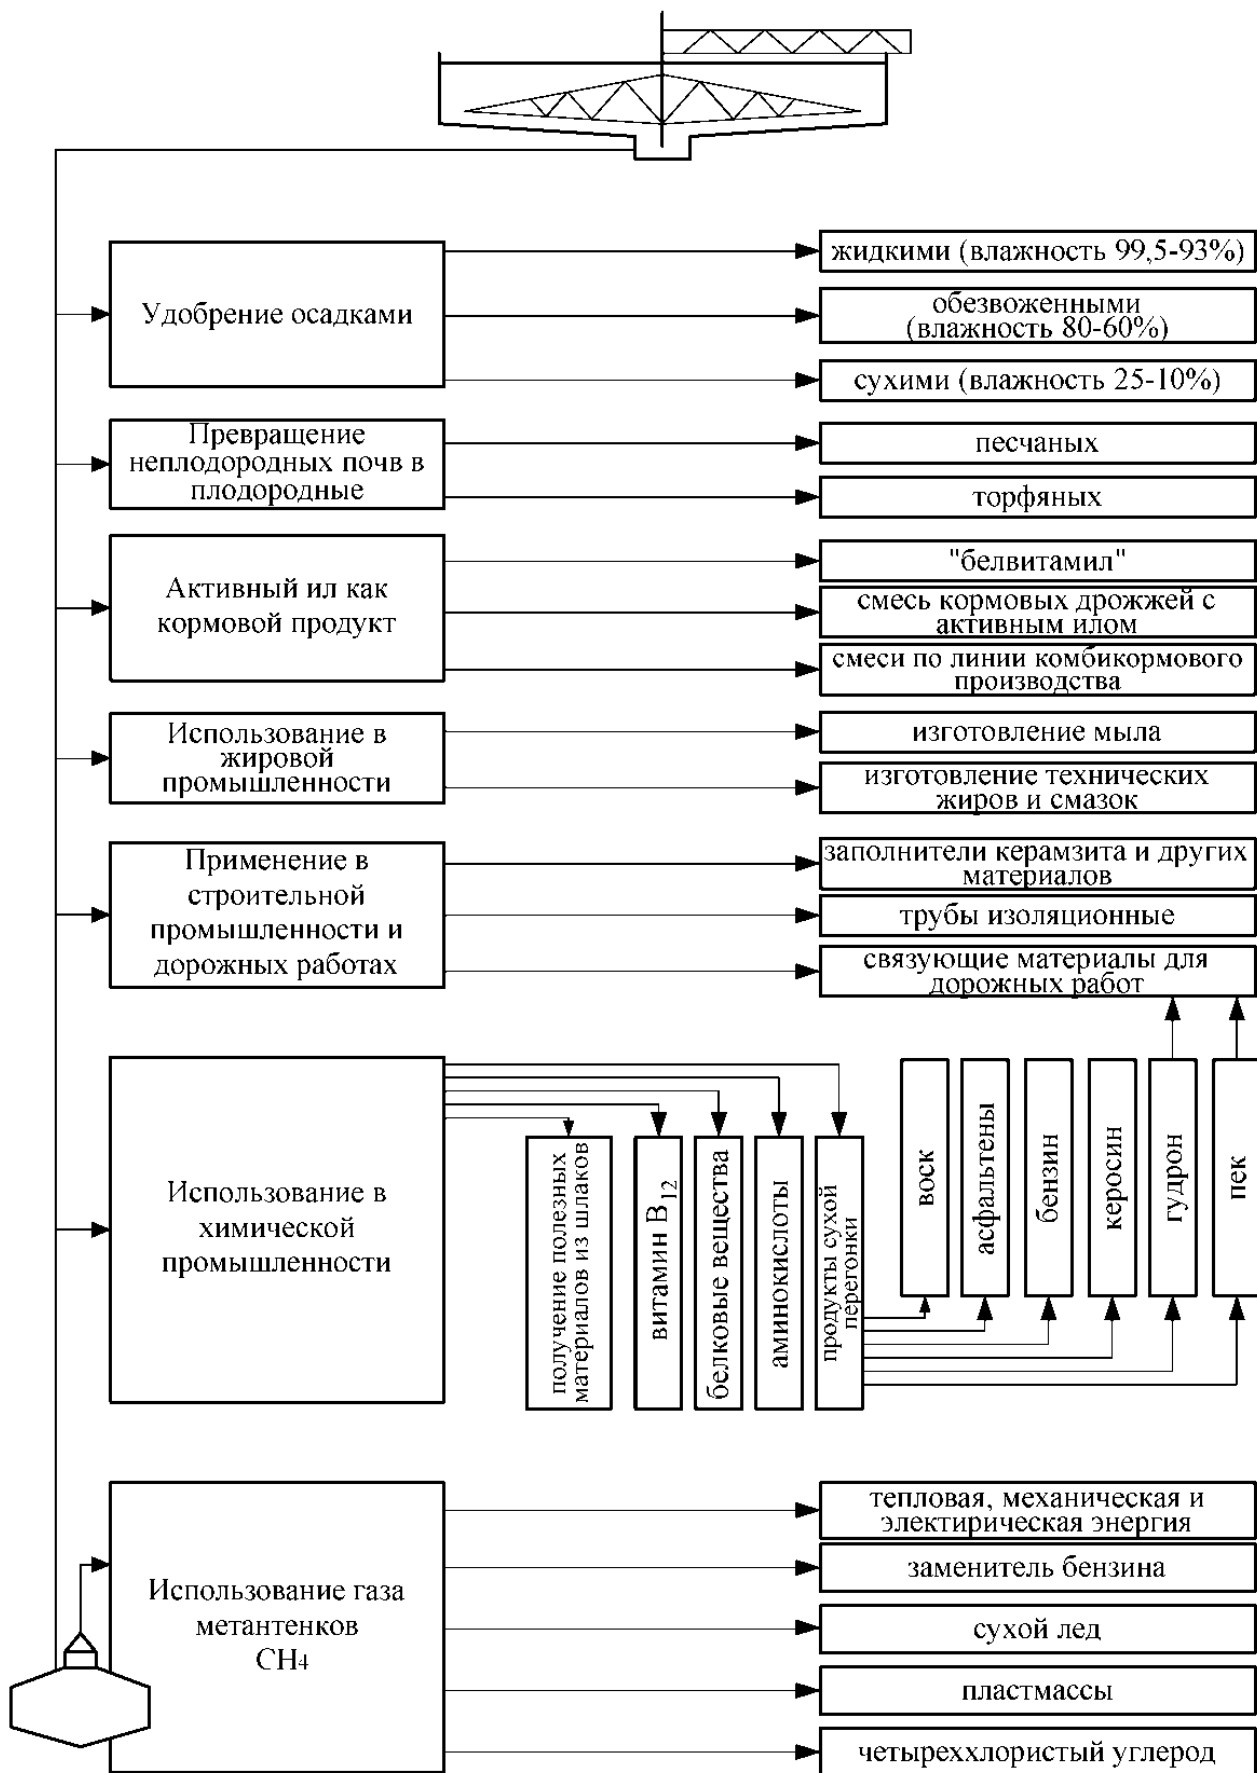 Удобрение осадками
жидкими (влажность 99,5-93%)
обезвоженными
(влажность 80-60%)
сухими (влажность 25-10%)
Превращение
неплодородных почв в
плодородные
песчаных
торфяных
Активный ил как
кормовой продукт
"белвитамил"
смесь кормовых дрожжей с
активным илом
смеси по линии комбикормового
производства
Использование в
жировой
промышленности
изготовление мыла
изготовление технических
жиров и смазок
Применение в
строительной
промышленности и
дорожных работах
заполнители керамзита и других
материалов
трубы изоляционные
связующие материалы для
дорожных работ
Использование в
химической
промышленности
получение полезных
материалов из шлаков
витамин B12
белковые вещества
аминокислоты
продукты сухой
перегонки
воск
асфальтены
бензин
керосин
гудрон
пек
Использование газа
метантенков
CH4
тепловая, механическая и
электирическая энергия
заменитель бензина
сухой лед
пластмассы
четыреххлористый углерод